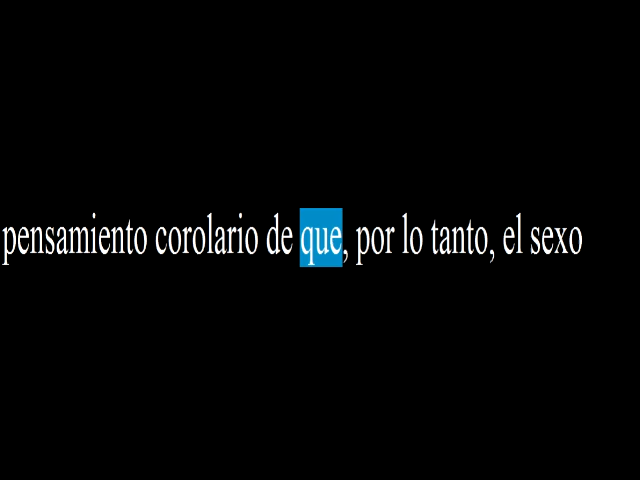 pensamiento corolario de que, por lo tanto, el sexo